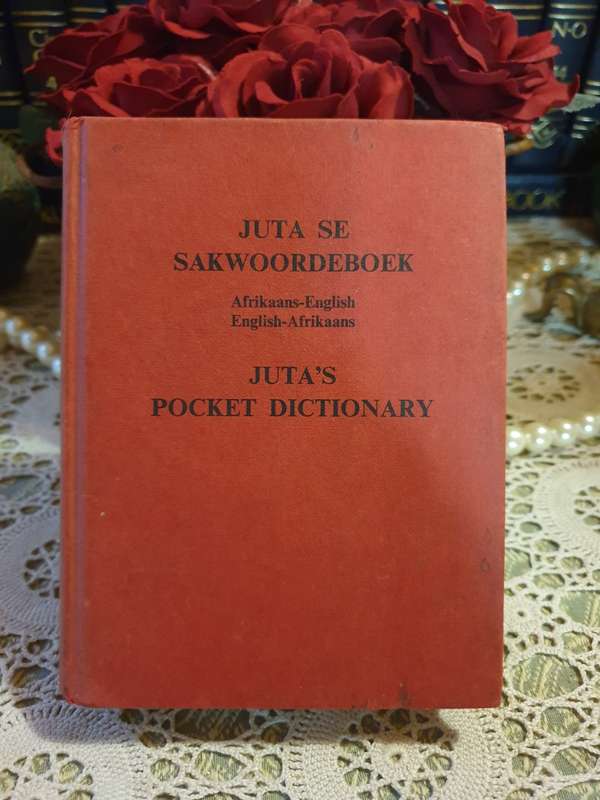 JUTA SE
SAKWOORDEBOEK
Afrikaans-English
English-Afrikaans
JUTA'S
POCKET DICTIONARY
N-O